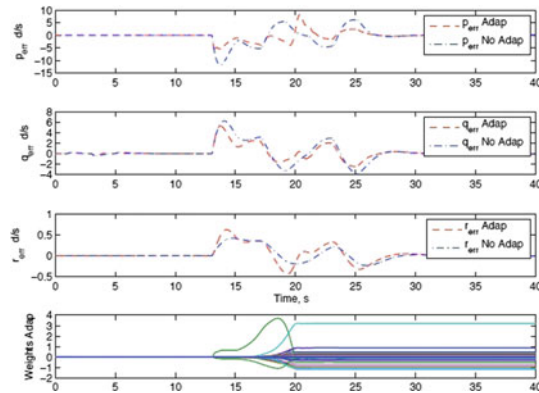 10
5
0
-5
-10
-15
p_err d/s
p_err Adap
p_err No Adap
0 5 10 15 20 25 30 35 40
8
6
4
2
0
-2
-4
q_err d/s
q_err Adap
q_err No Adap
0 5 10 15 20 25 30 35 40
1
0.5
0
-0.5
r_err d/s
r_err Adap
r_err No Adap
0 5 10 15 20 25 30 35 40
Time, s
4
3
2
1
0
-1
-2
Weights Adap
0 5 10 15 20 25 30 35 40